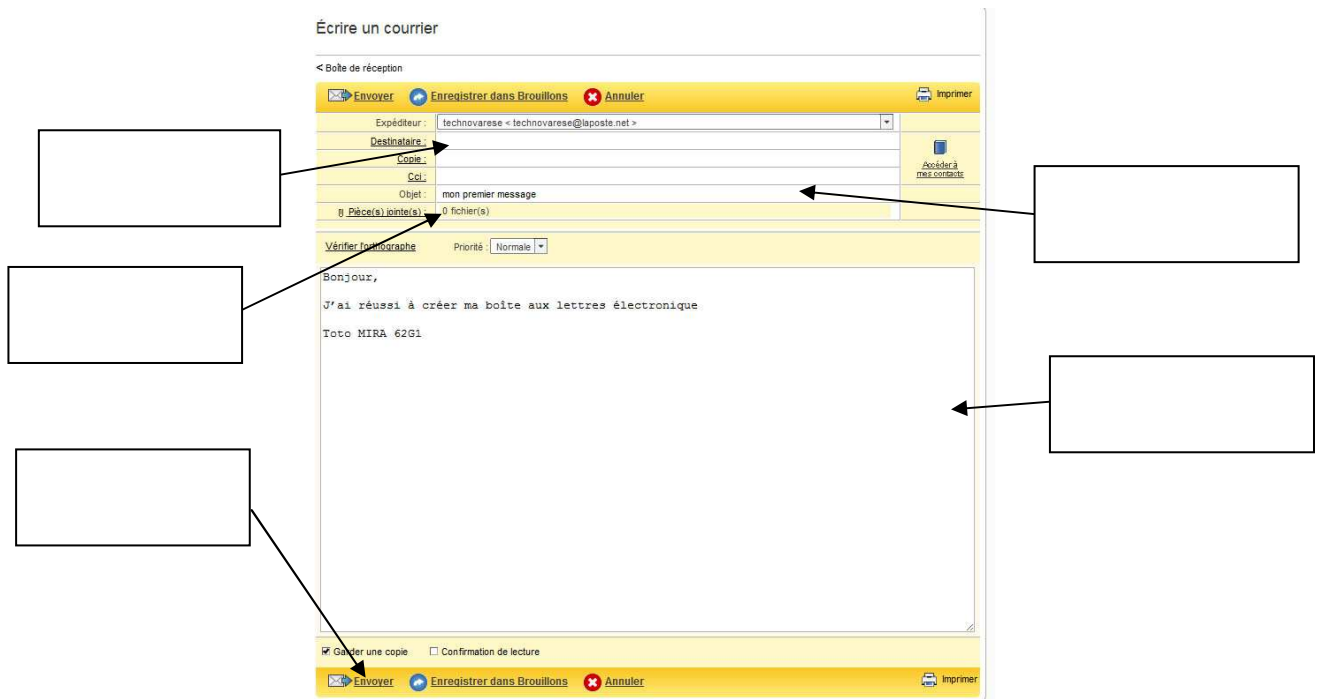 Écrire un courrier
< Boîte de réception
Envoyer Enregistrer dans Brouillons Annuler Imprimer
Expéditeur : technovarese < technovarese@laposte.net >
Destinataire :
Copie :
Cci :
Accéder à
mes contacts
Objet : mon premier message
Pièce(s) jointe(s) : 0 fichier(s)
Vérifier l'orthographe Priorité : Normale
Bonjour,
J'ai réussi à créer ma boîte aux lettres électronique
Toto MIRA 62G1
Garder une copie Confirmation de lecture
Envoyer Enregistrer dans Brouillons Annuler Imprimer